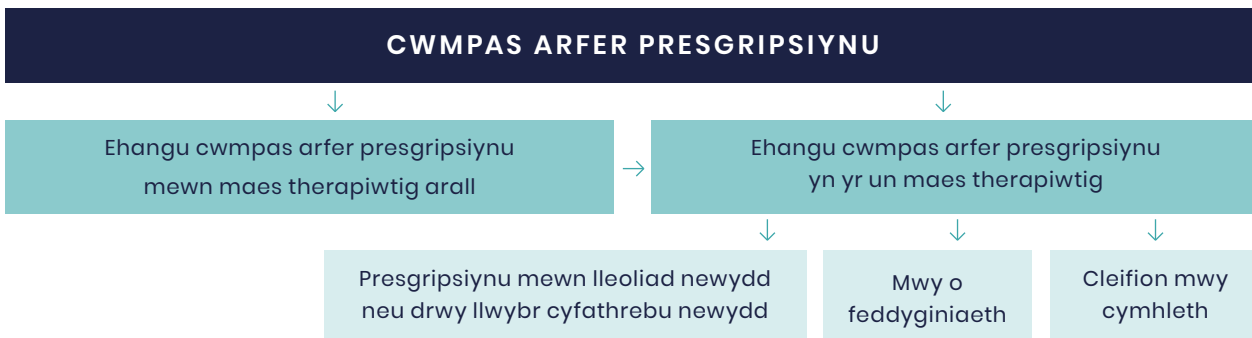 CWMPAS ARFER PRESGRIPSIYNU
Ehangu cwmpas arfer presgripsiynu
mewn maes therapiwtig arall
Ehangu cwmpas arfer presgripsiynu
yn yr un maes therapiwtig
Presgripsiynu mewn lleoliad newydd
neu drwy llwybr cyfathrebu newydd
Mwy o
feddyginiaeth
Cleifion mwy
cymhleth